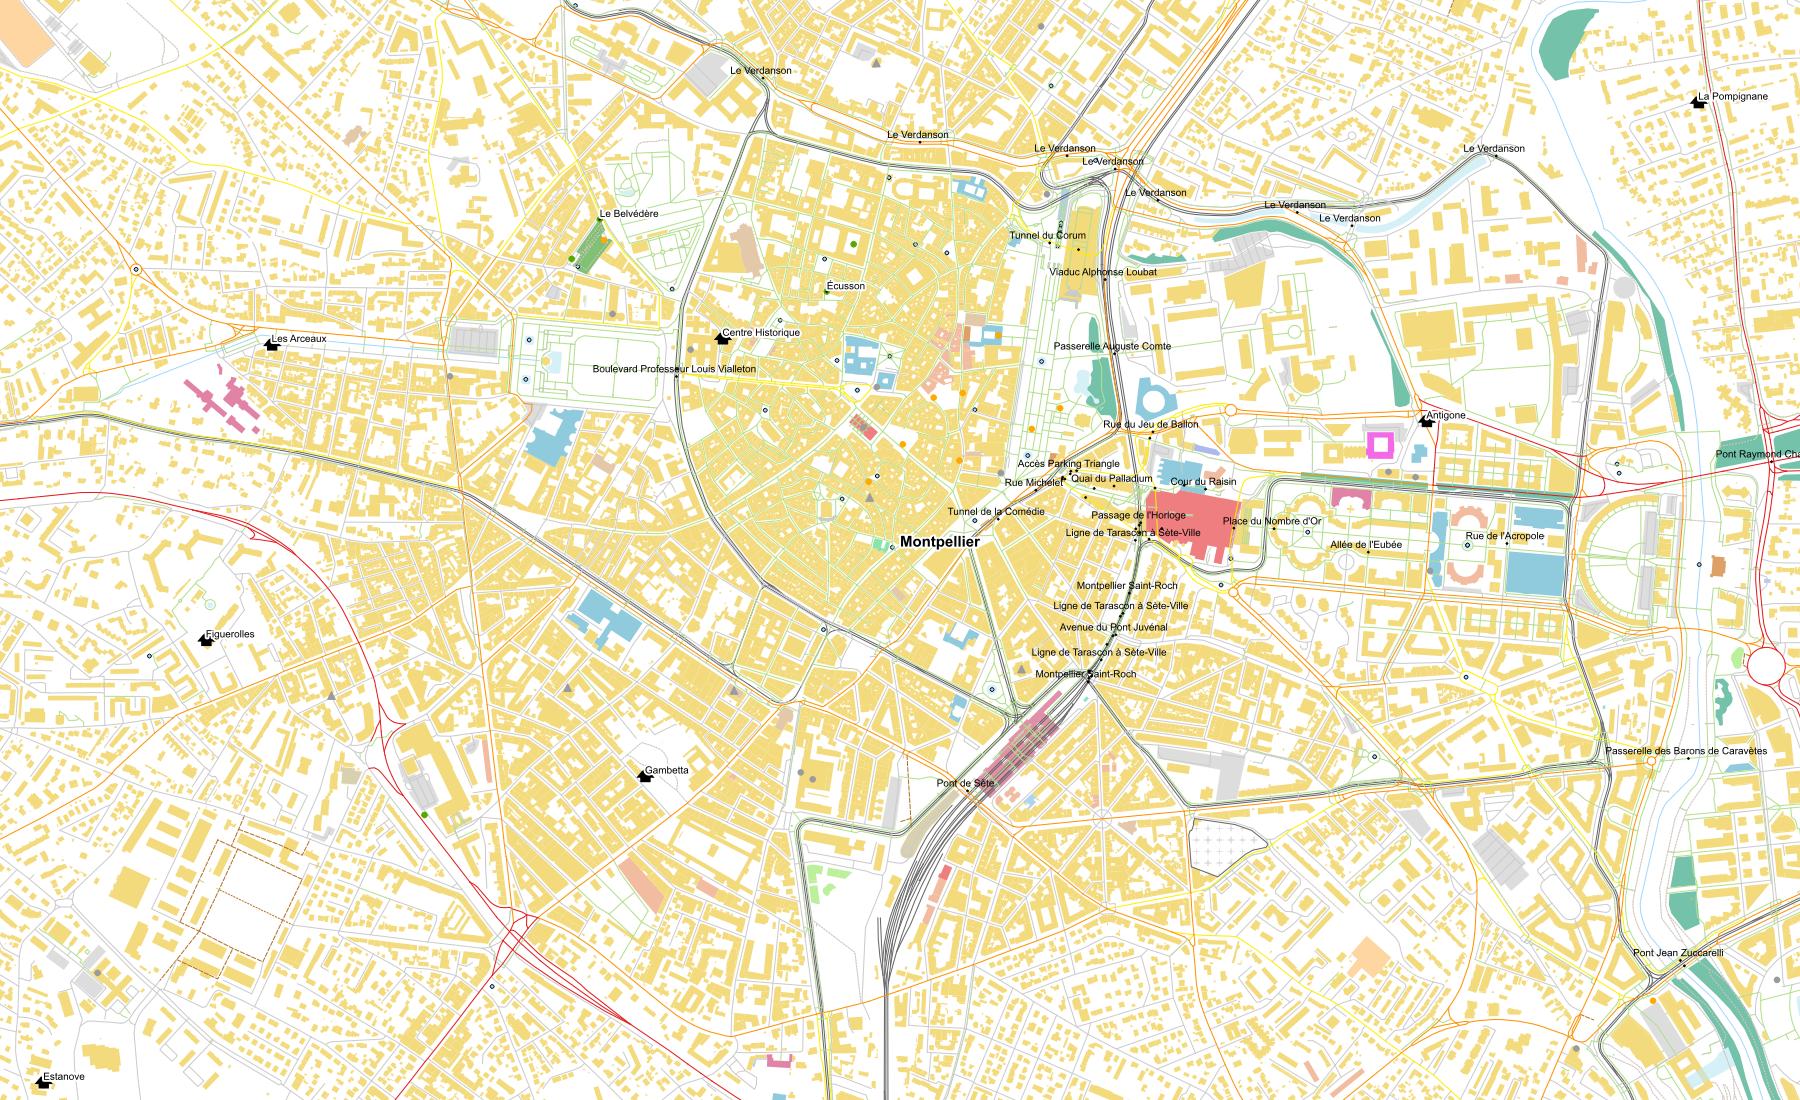 Le Verdanson
La Pompignane
Le Verdanson
Le Verdanson
Le Verdanson
Le Verdanson
Le Verdanson
Le Verdanson
Le Verdanson
Le Belvédère
Tunnel du Corum
Viaduc Alphonse Loubat
Écusson
Centre Historique
Les Arceaux
Passerelle Auguste Comte
Boulevard Professeur Louis Vialleton
Antigone
Rue du Jeu de Ballon
Pont Raymond Cha
Accès Parking Triangle
Rue Michelet
Quai du Palladium
Cour du Raisin
Tunnel de la Comédie
Passage de l'Horloge
Place du Nombre d'Or
Ligne de Tarascon à Sète-Ville
Rue de l'Acropole
Montpellier
Allée de l'Eubée
Montpellier Saint-Roch
Ligne de Tarascon à Sète-Ville
Avenue du Pont Juvénal
Figuerolles
Ligne de Tarascon à Sète-Ville
Montpellier Saint-Roch
Passerelle des Barons de Caravètes
Gambetta
Pont de Sète
Pont Jean Zuccarelli
Estanove